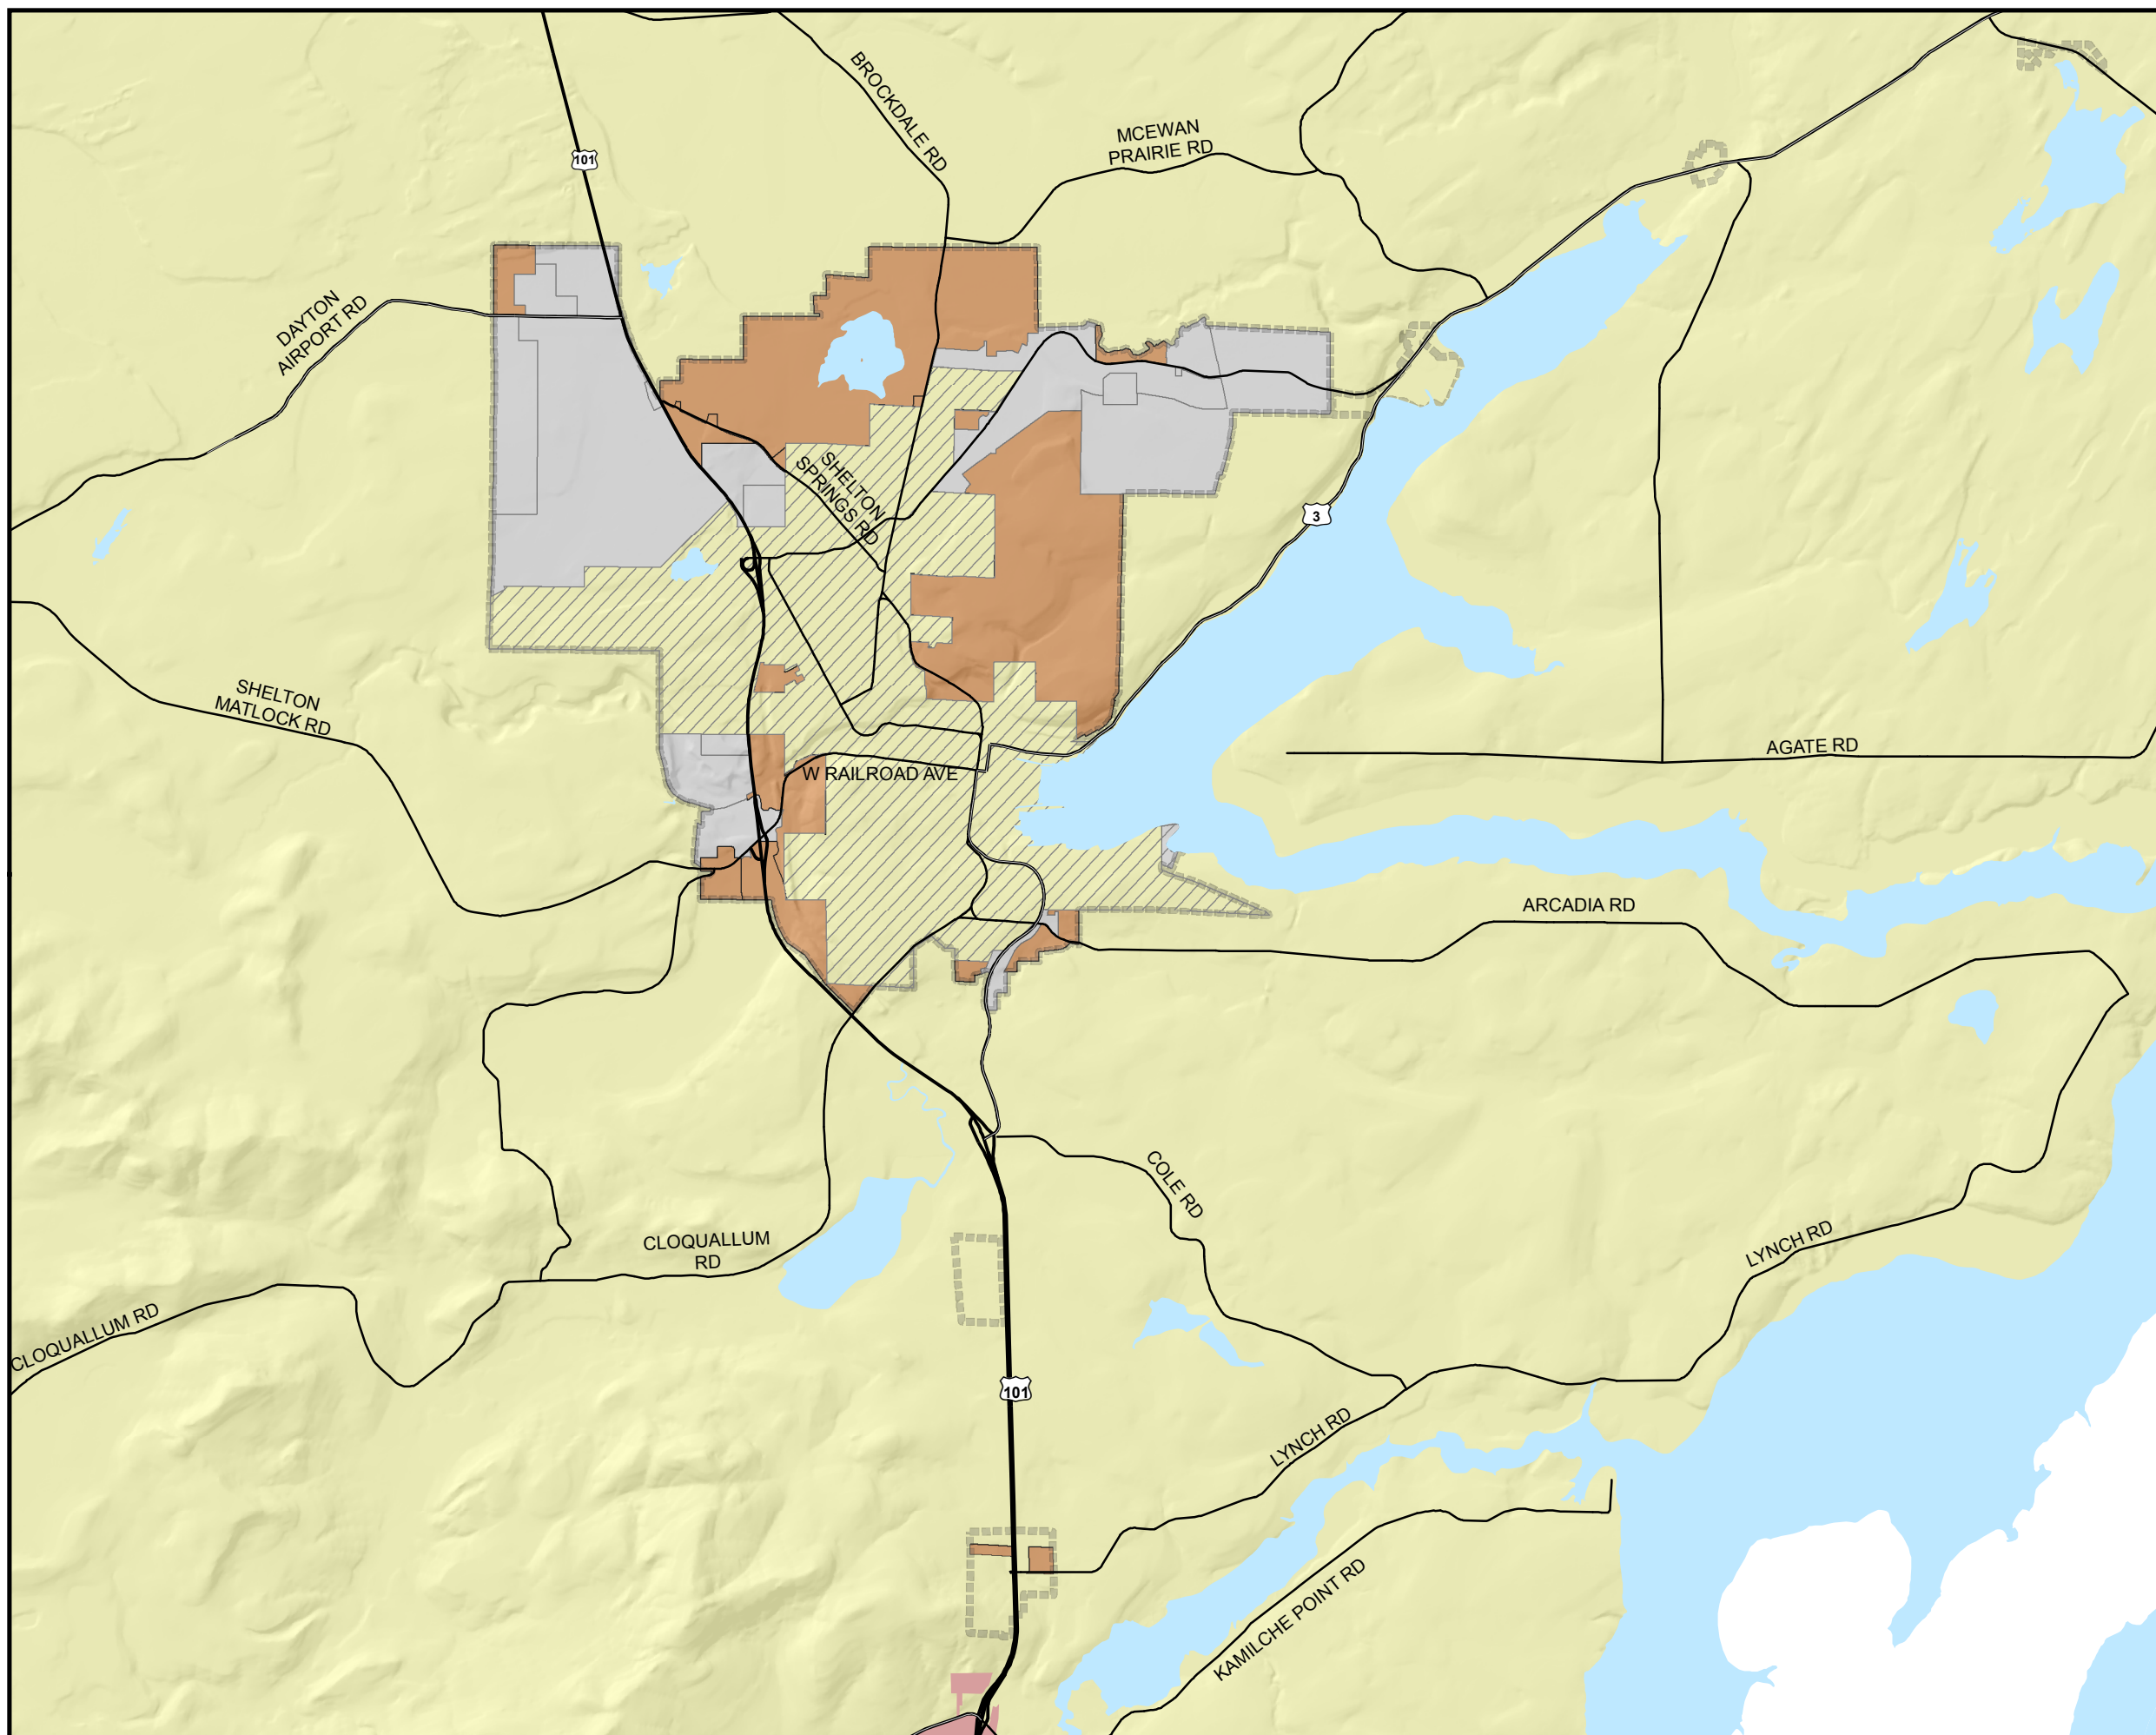 BROCKDALE RD
MCEWAN
PRAIRIE RD
101
DAYTON
AIRPORT RD
SHELTON
SPRINGS RD
3
SHELTON
MATLOCK RD
AGATE RD
W RAILROAD AVE
ARCADIA RD
COLE RD
CLOQUALLUM
RD
LYNCH RD
CLOQUALLUM RD
101
LYNCH RD
KAMILCHE POINT RD